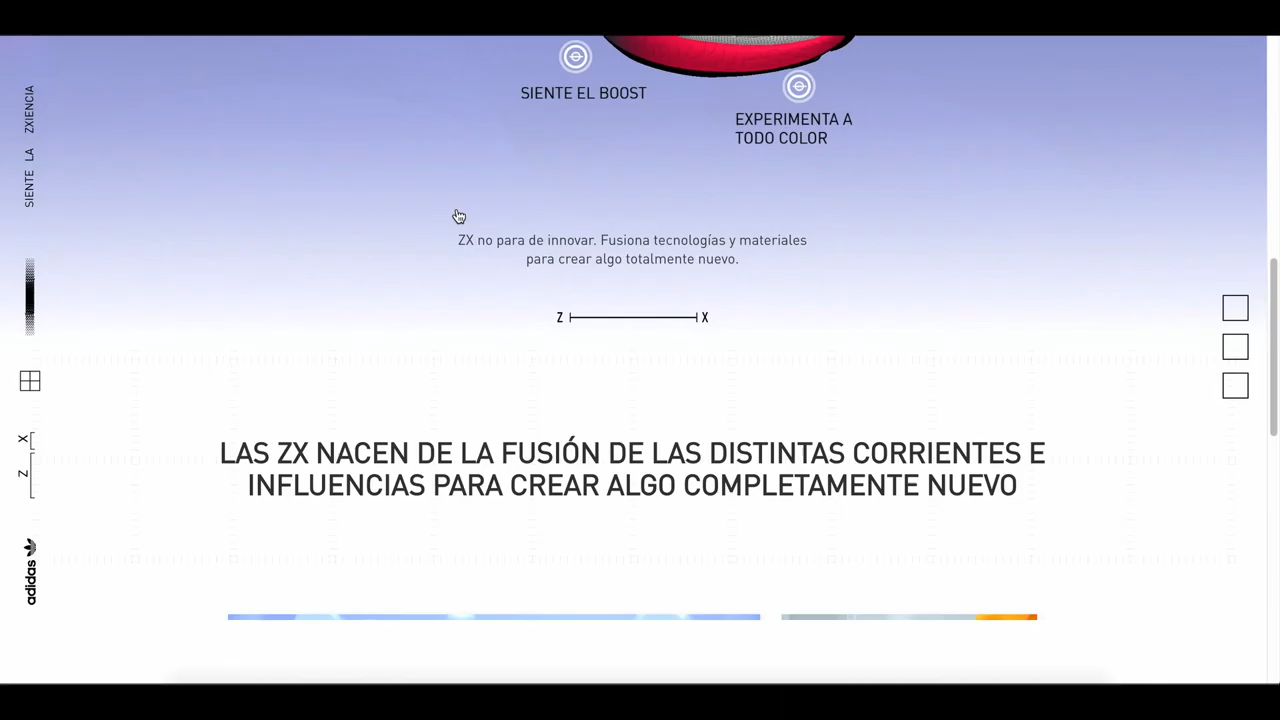 SIENTE LA ZXIENCIA
SIENTE EL BOOST
EXPERIMENTA A
TODO COLOR
ZX no para de innovar. Fusiona tecnologías y materiales
para crear algo totalmente nuevo.
Z X
LAS ZX NACEN DE LA FUSIÓN DE LAS DISTINTAS CORRIENTES E
INFLUENCIAS PARA CREAR ALGO COMPLETAMENTE NUEVO
Z X
adidas